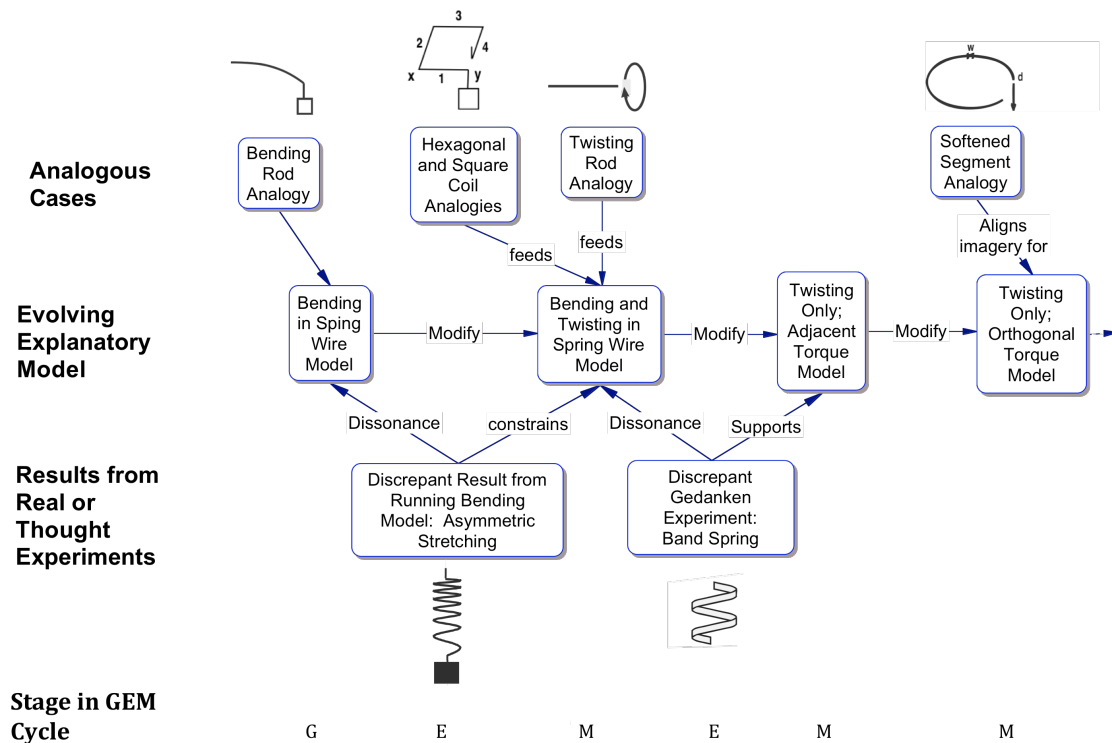 3
2
4
x
1
y
w
d
Analogous
Cases
Bending
Rod
Analogy
Hexagonal
and Square
Coil
Analogies
Twisting
Rod
Analogy
Softened
Segment
Analogy
feeds
feeds
Aligns
imagery for
Evolving
Explanatory
Model
Bending
in Sping
Wire
Model
Modify
Bending and
Twisting in
Spring Wire
Model
Modify
Twisting
Only;
Adjacent
Torque
Model
Modify
Twisting
Only;
Orthogonal
Torque
Model
Dissonance
constrains
Dissonance
Supports
Results from
Real or
Thought
Experiments
Discrepant Result from
Running Bending
Model: Asymmetric
Stretching
Discrepant
Gedanken
Experiment:
Band Spring
Stage in GEM
Cycle
G E M E M M